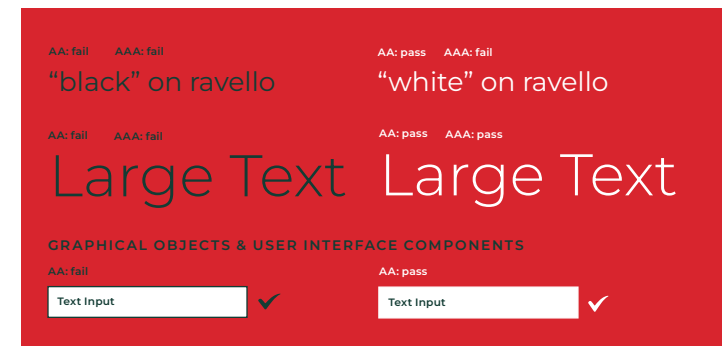 AA: fail AAA: fail
“black” on ravello
AA: fail AAA: fail
Large Text
AA: pass AAA: fail
“white” on ravello
AA: pass AAA: pass
Large Text
GRAPHICAL OBJECTS & USER INTERFACE COMPONENTS
AA: fail
Text Input
AA: pass
Text Input